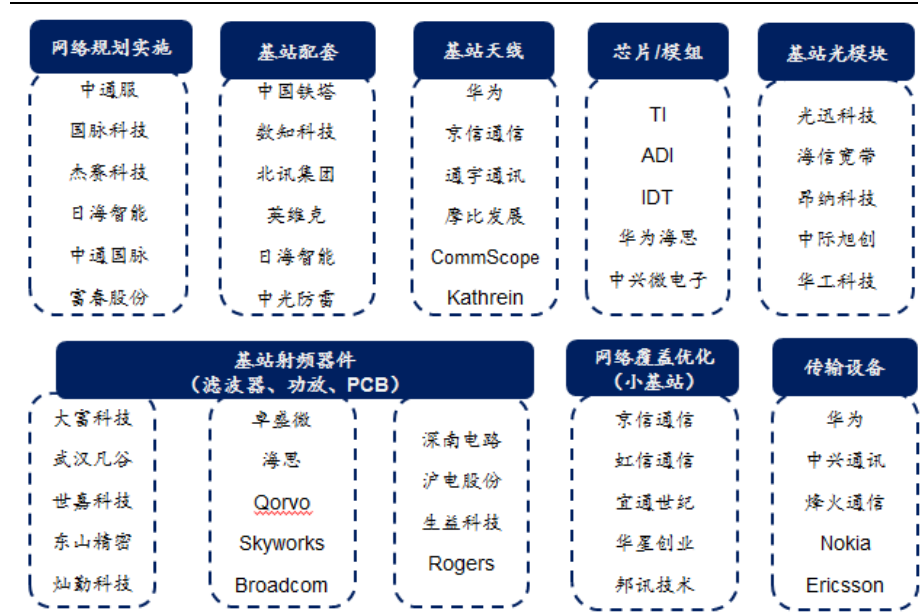 网络规划实施
中通服
国脉科技
杰赛科技
日海智能
中通国脉
富春股份
基站配套
中国铁塔
数知科技
北讯集团
英维克
日海智能
中光防雷
基站天线
华为
京信通信
通宇通讯
摩比发展
CommScope
Kathrein
芯片/模组
TI
ADI
IDT
华为海思
中兴微电子
基站光模块
光迅科技
海信宽带
昂纳科技
中际旭创
华工科技
基站射频器件
（滤波器、功放、PCB）
大富科技
武汉凡谷
世嘉科技
东山精密
灿勤科技
卓盛微
海思
Qorvo
Skyworks
Broadcom
深南电路
沪电股份
生益科技
Rogers
网络覆盖优化
（小基站）
京信通信
虹信通信
宜通世纪
华星创业
邦讯技术
传输设备
华为
中兴通讯
烽火通信
Nokia
Ericsson